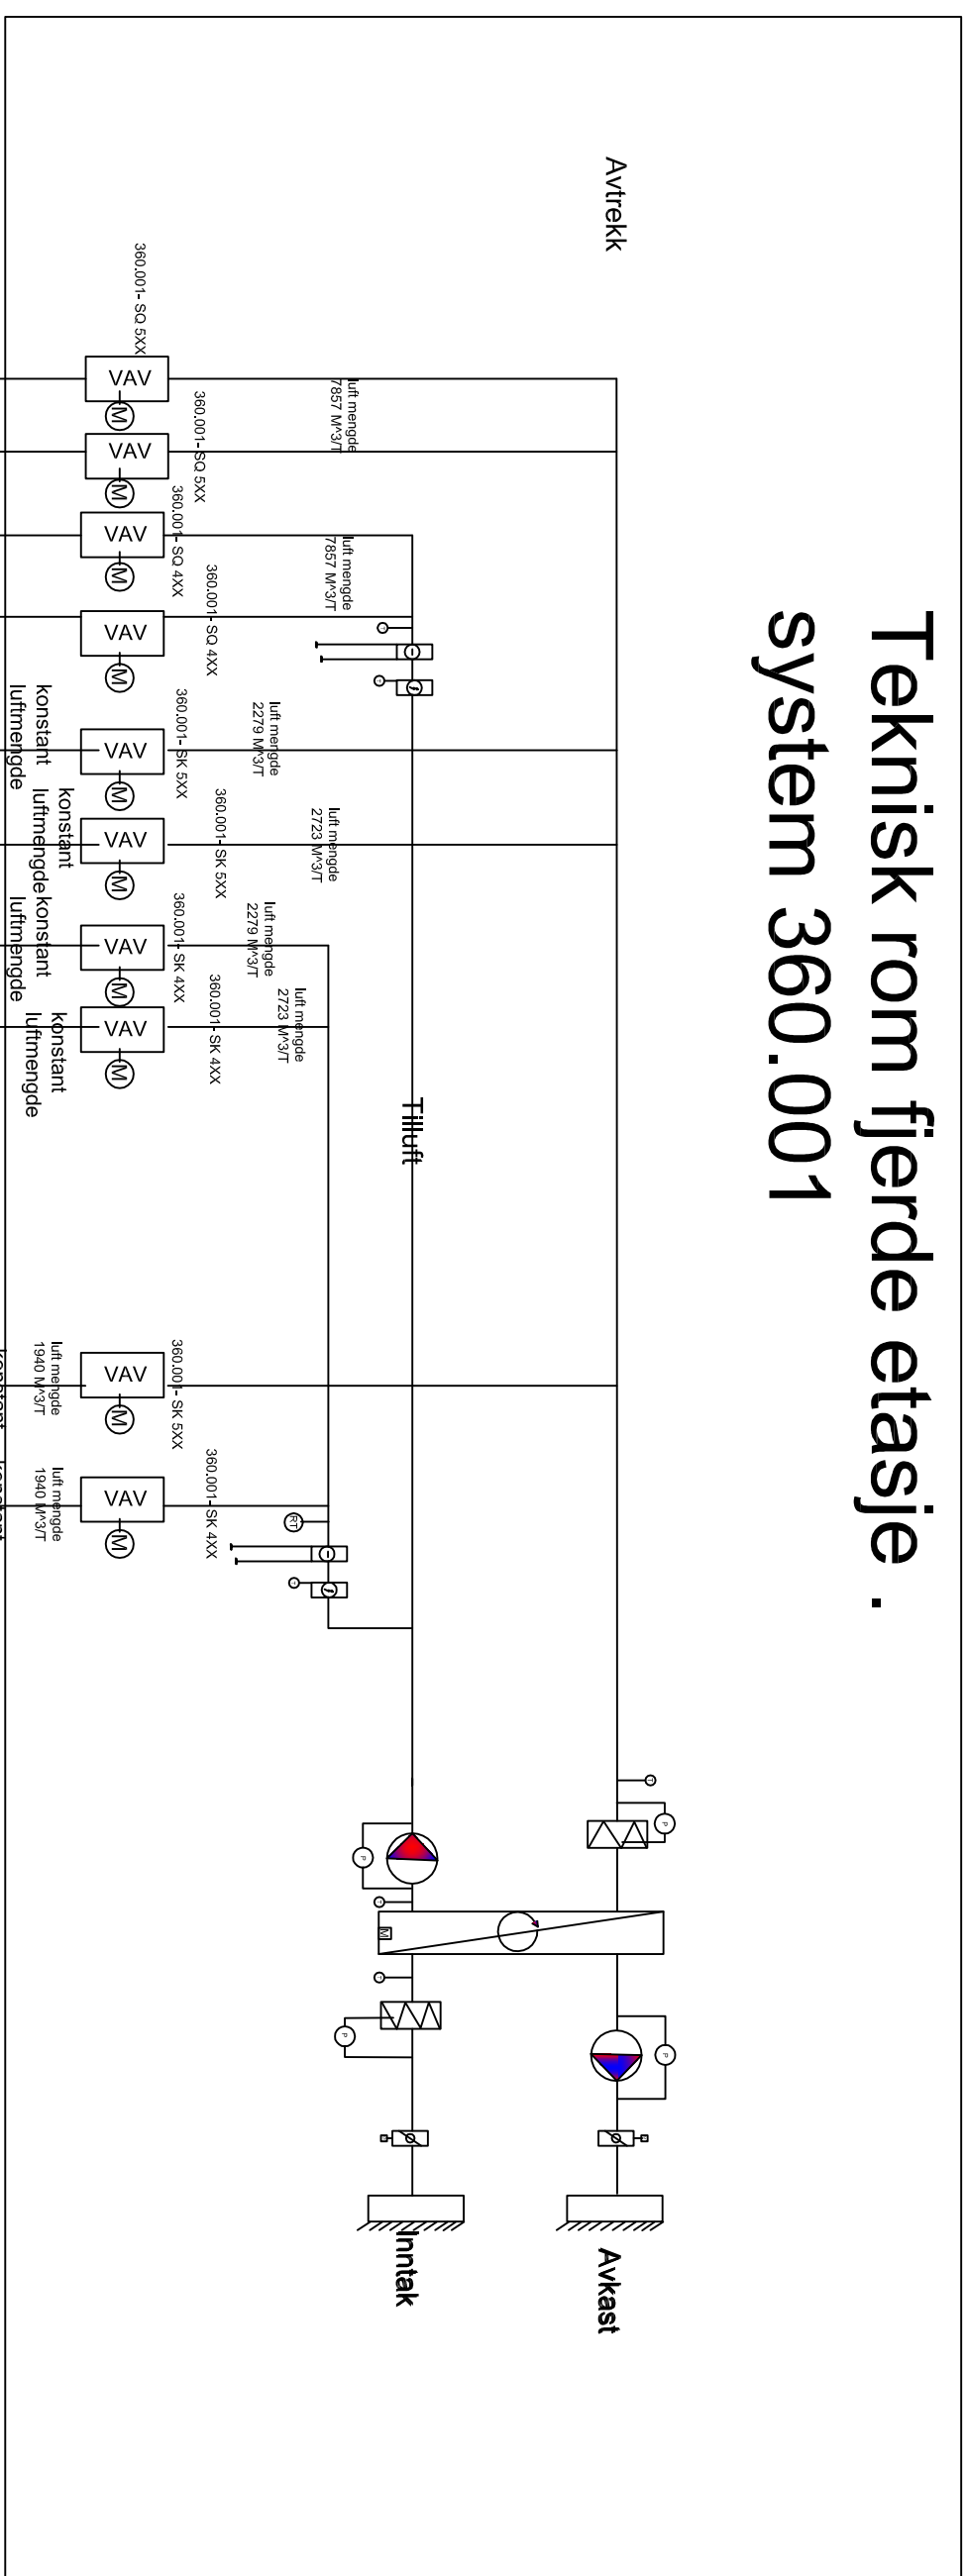 Teknisk rom fjerde etasje .
system 360.001
Avtrekk
360.001- SQ 5XX
VAV
M
360.001- SQ 5XX
luft mengde
7857 M^3/T
VAV
M
360.001- SQ 4XX
VAV
M
luft mengde
7857 M^3/T
360.001- SQ 4XX
VAV
M
konstant
luftmengde
360.001- SK 5XX
luft mengde
2279 M^3/T
VAV
M
konstant
luftmengde
360.001- SK 5XX
luft mengde
2723 M^3/T
VAV
M
konstant
luftmengde
360.001- SK 4XX
luft mengde
2279 M^3/T
VAV
M
konstant
luftmengde
360.001- SK 4XX
luft mengde
2723 M^3/T
VAV
M
Tilluft
luft mengde
1940 M^3/T
360.001- SK 5XX
VAV
M
luft mengde
1940 M^3/T
360.001- SK 4XX
VAV
M
RT
T
P
P
T
M
T
P
P
Inntak
Avkast